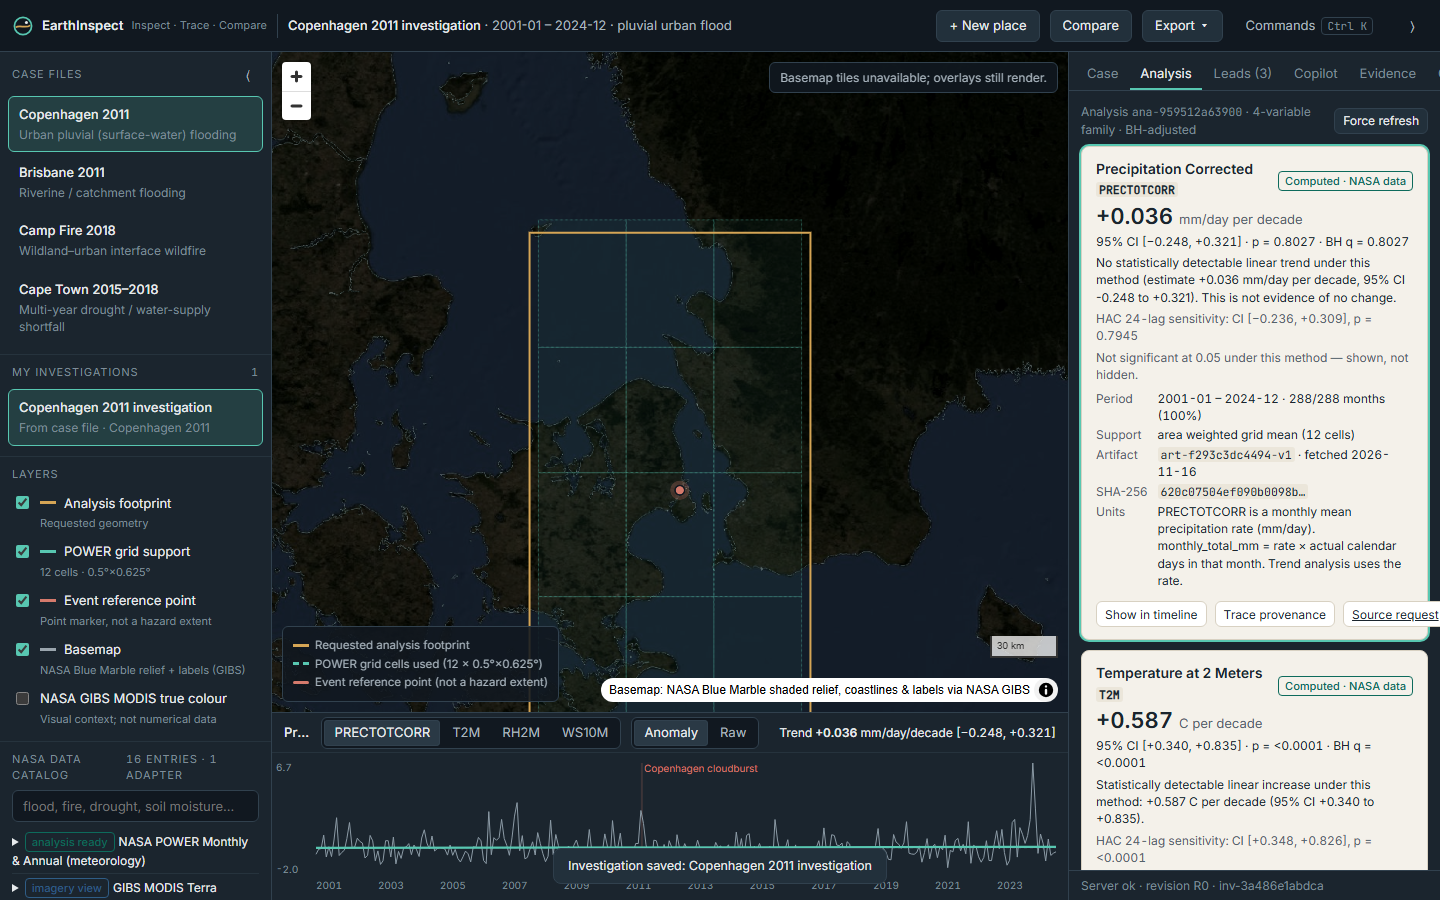 EarthInspect
Inspect · Trace · Compare
Copenhagen 2011 investigation · 2001-01 – 2024-12 · pluvial urban flood
+ New place
Compare
Export
Commands Ctrl K
CASE FILES
Copenhagen 2011
Urban pluvial (surface-water) flooding
Brisbane 2011
Riverine / catchment flooding
Camp Fire 2018
Wildland–urban interface wildfire
Cape Town 2015–2018
Multi-year drought / water-supply
shortfall
MY INVESTIGATIONS 1
Copenhagen 2011 investigation
From case file · Copenhagen 2011
LAYERS
Analysis footprint
Requested geometry
POWER grid support
12 cells · 0.5°×0.625°
Event reference point
Point marker, not a hazard extent
Basemap
NASA Blue Marble relief + labels (GIBS)
NASA GIBS MODIS true colour
Visual context; not numerical data
NASA DATA CATALOG
16 ENTRIES · 1 ADAPTER
flood, fire, drought, soil moisture...
analysis ready NASA POWER Monthly
& Annual (meteorology)
imagery view GIBS MODIS Terra
+
−
Basemap tiles unavailable; overlays still render.
Requested analysis footprint
POWER grid cells used (12 × 0.5°×0.625°)
Event reference point (not a hazard extent)
30 km
Basemap: NASA Blue Marble shaded relief, coastlines & labels via NASA GIBS
Pr...
PRECTOTCORR T2M RH2M WS10M
Anomaly Raw
Trend +0.036 mm/day/decade [−0.248, +0.321]
6.7
Copenhagen cloudburst
-2.0
Investigation saved: Copenhagen 2011 investigation
2001 2003 2005 2007 2009 2011 2013 2015 2017 2019 2021 2023
Case Analysis Leads (3) Copilot Evidence
Analysis ana-959512a63900 · 4-variable
family · BH-adjusted
Force refresh
Precipitation Corrected
PRECTOTCORR
Computed · NASA data
+0.036 mm/day per decade
95% CI [−0.248, +0.321] · p = 0.8027 · BH q = 0.8027
No statistically detectable linear trend under this
method (estimate +0.036 mm/day per decade, 95% CI
-0.248 to +0.321). This is not evidence of no change.
HAC 24-lag sensitivity: CI [−0.236, +0.309], p =
0.7945
Not significant at 0.05 under this method — shown, not
hidden.
Period 2001-01 – 2024-12 · 288/288 months
(100%)
Support area weighted grid mean (12 cells)
Artifact art-f293c3dc4494-v1 · fetched 2026-
11-16
SHA-256 620c07504ef090b0098b…
Units PRECTOTCORR is a monthly mean
precipitation rate (mm/day).
monthly_total_mm = rate × actual calendar
days in that month. Trend analysis uses the
rate.
Show in timeline
Trace provenance
Source request
Temperature at 2 Meters
T2M
Computed · NASA data
+0.587 C per decade
95% CI [+0.340, +0.835] · p = <0.0001 · BH q =
<0.0001
Statistically detectable linear increase under this
method: +0.587 C per decade (95% CI +0.340 to
+0.835).
HAC 24-lag sensitivity: CI [+0.348, +0.826], p =
<0.0001
Server ok · revision R0 · inv-3a486e1abdca